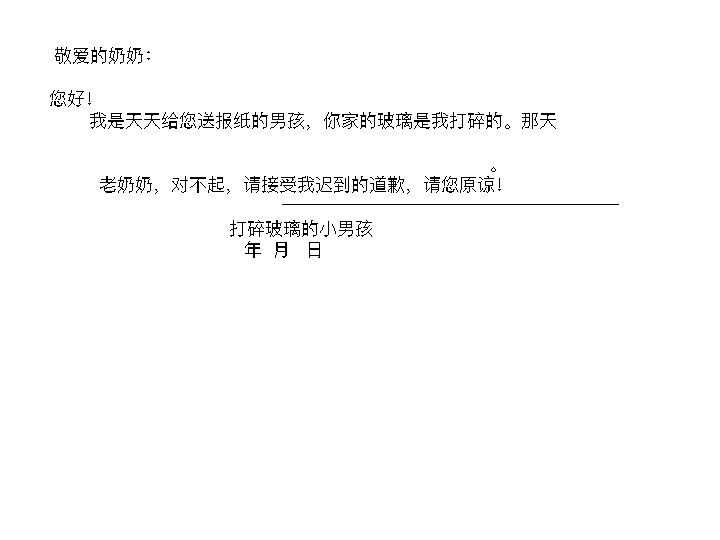 敬爱的奶奶：
您好！
我是天天给您送报纸的男孩，你家的玻璃是我打碎的。那天
。
老奶奶，对不起，请接受我迟到的道歉，请您原谅！
打碎玻璃的小男孩
年 月 日